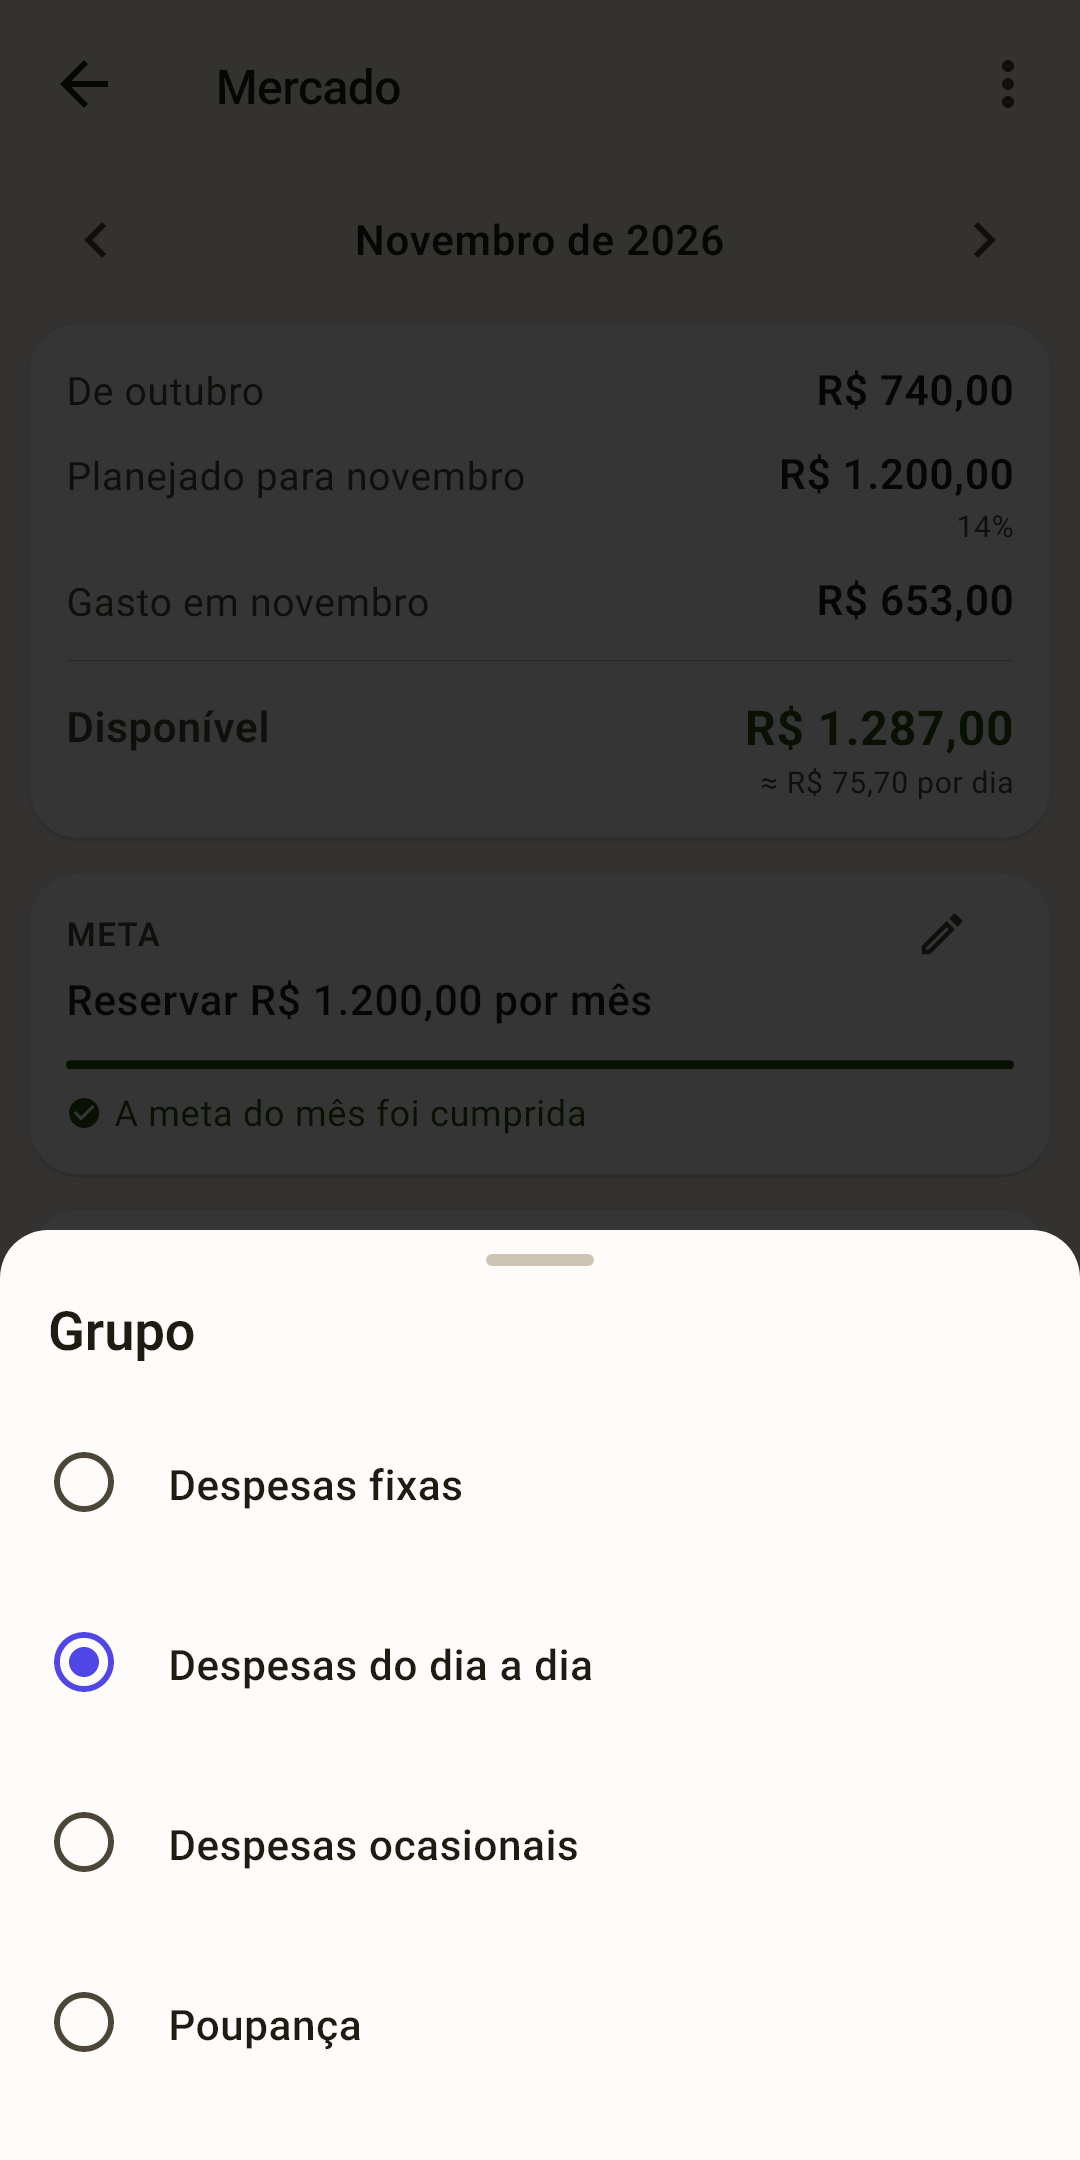 Mercado
Novembro de 2026
De outubro R$ 740,00
Planejado para novembro R$ 1.200,00
14%
Gasto em novembro R$ 653,00
Disponível R$ 1.287,00
≈ R$ 75,70 por dia
META
Reservar R$ 1.200,00 por mês
A meta do mês foi cumprida
Grupo
Despesas fixas
Despesas do dia a dia
Despesas ocasionais
Poupança